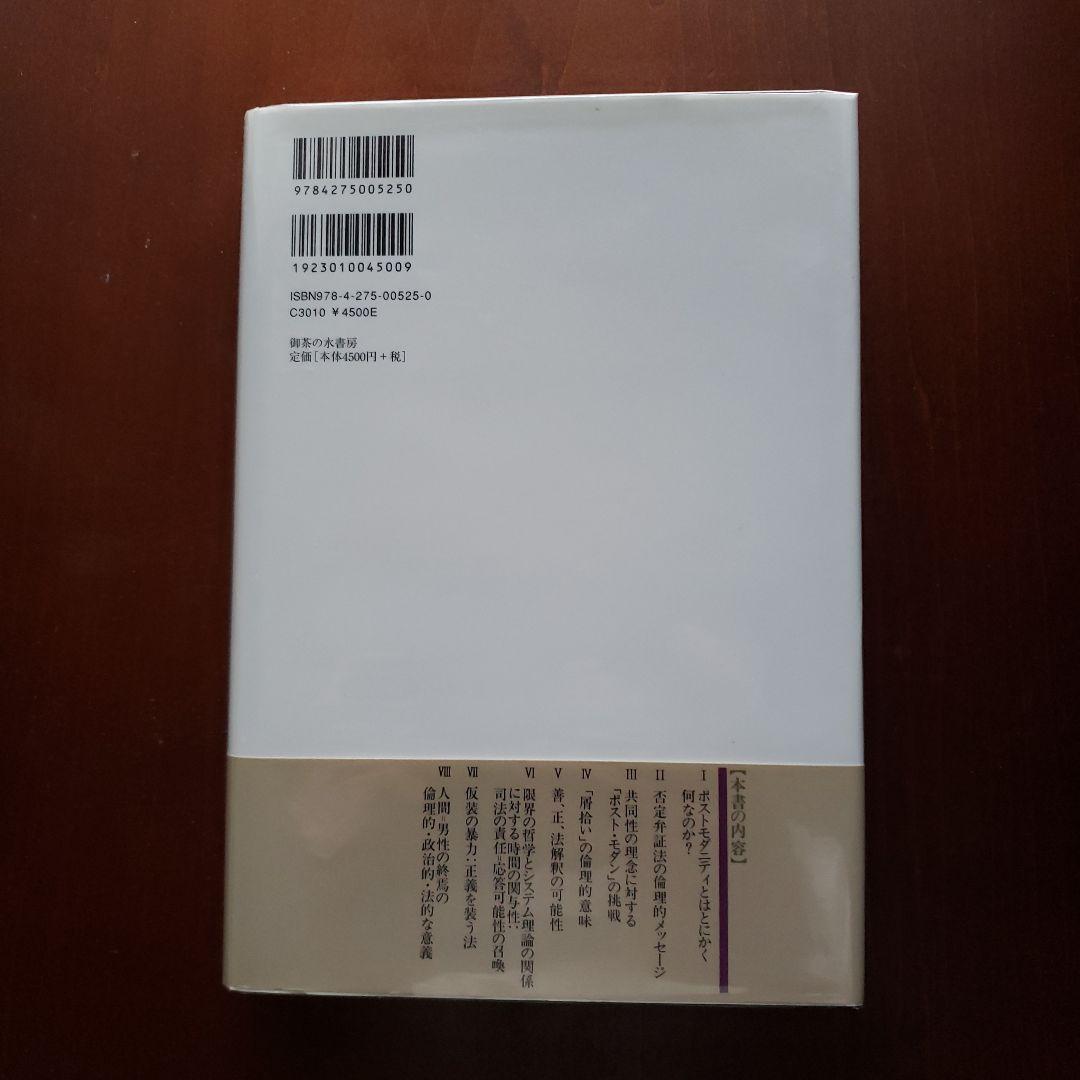 9784275005250
1923010045009
ISBN978-4-275-00525-0
C3010 ¥4500E
御茶の水書房
定価[本体4500円+税]
【本書の内容】
Ⅰ ポストモダニティとはとにかく
何なのか?
Ⅱ 否定弁証法の倫理的メッセージ
Ⅲ 共同性の理念に対する
「ポスト・モダン」の挑戦
Ⅳ 「屑拾い」の倫理的意味
Ⅴ 善、正、法解釈の可能性
Ⅵ 限界の哲学とシステム理論の関係
に対する時間の関与性:
司法の責任=応答可能性の召喚
Ⅶ 仮装の暴力:正義を装う法
Ⅷ 人間=男性の終焉の
倫理的・政治的・法的な意義